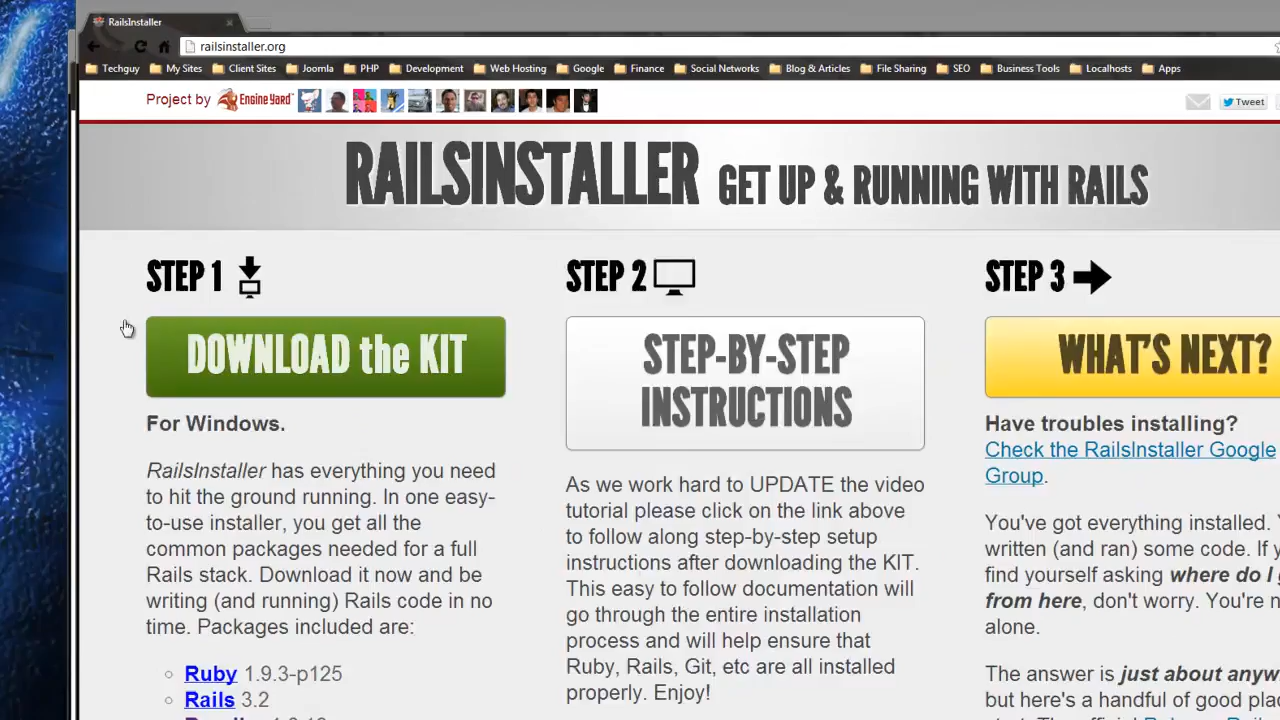 RailsInstaller
railsinstaller.org
Techguy My Sites Client Sites Joomla PHP Development Web Hosting Google Finance Social Networks Blog & Articles File Sharing SEO Business Tools Localhosts Apps
Project by Engine Yard Tweet
RAILSINSTALLER GET UP & RUNNING WITH RAILS
STEP 1
DOWNLOAD the KIT
For Windows.
RailsInstaller has everything you need
to hit the ground running. In one easy-
to-use installer, you get all the
common packages needed for a full
Rails stack. Download it now and be
writing (and running) Rails code in no
time. Packages included are:
Ruby 1.9.3-p125
Rails 3.2
STEP 2
STEP-BY-STEP
INSTRUCTIONS
As we work hard to UPDATE the video
tutorial please click on the link above
to follow along step-by-step setup
instructions after downloading the KIT.
This easy to follow documentation will
go through the entire installation
process and will help ensure that
Ruby, Rails, Git, etc are all installed
properly. Enjoy!
STEP 3
WHAT'S NEXT?
Have troubles installing?
Check the RailsInstaller Google
Group.
You've got everything installed.
written (and ran) some code. If
find yourself asking where do I
from here, don't worry. You're
alone.
The answer is just about
but here's a handful of good